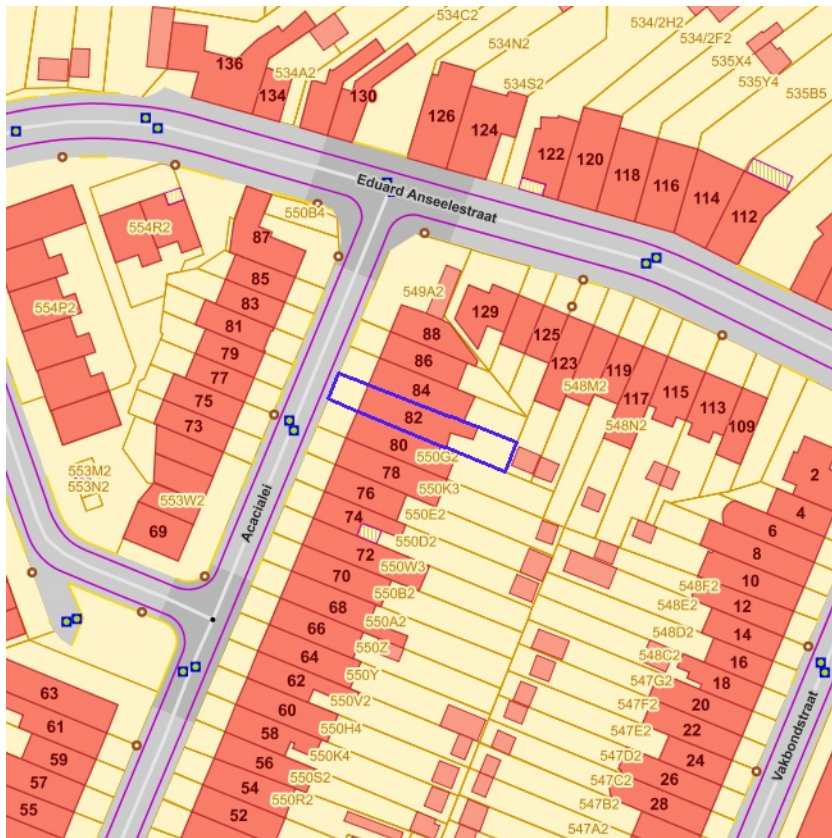 534C2
534/2H2
534/2F2
534N2
136
535X4
534A2
535Y4
534S2
134
130
535B5
126
124
122
120
118
116
114
112
Eduard Anseelestraat
550B4
554R2
87
85
83
81
79
77
75
73
554P2
549A2
129
125
123
119
117
115
113
109
548M2
548N2
88
86
84
82
80
78
76
74
72
70
68
66
64
62
60
58
56
54
52
550G2
550K3
550E2
550D2
550W3
550B2
550A2
550Z
550Y
550V2
550H4
550K4
550S2
550R2
553M2
553N2
553W2
69
Acacialei
2
4
6
8
10
12
14
16
18
20
22
24
26
28
548F2
548E2
548D2
548C2
547G2
547F2
547E2
547D2
547C2
547B2
547A2
Vakbondstraat
63
61
59
57
55